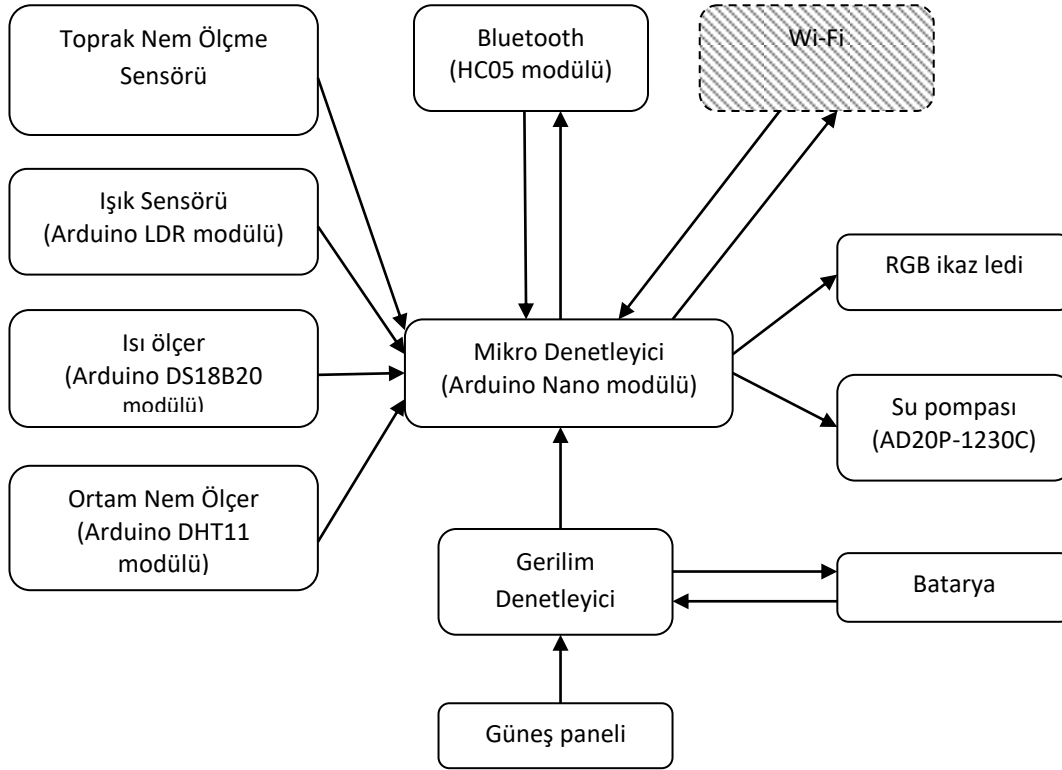 Toprak Nem Ölçme
Sensörü
Bluetooth
(HC05 modülü)
Wi-Fi
Işık Sensörü
(Arduino LDR modülü)
RGB ikaz ledi
Isı ölçer
(Arduino DS18B20
modülü)
Mikro Denetleyici
(Arduino Nano modülü)
Su pompası
(AD20P-1230C)
Ortam Nem Ölçer
(Arduino DHT11
modülü)
Gerilim
Denetleyici
Batarya
Güneş paneli